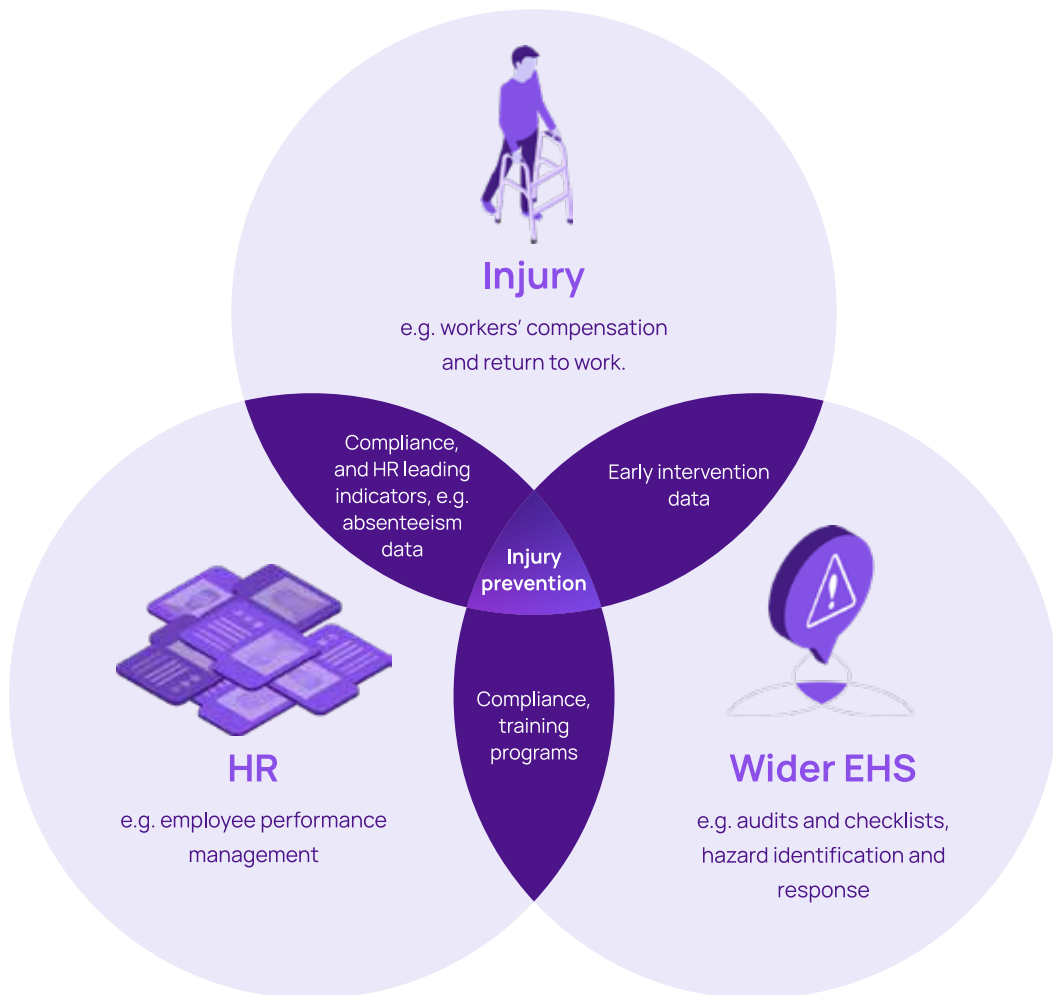 Injury
e.g. workers' compensation
and return to work.
Compliance,
and HR leading
indicators, e.g.
absenteeism
data
Early intervention
data
Injury
prevention
Compliance,
training
programs
HR
e.g. employee performance
management
Wider EHS
e.g. audits and checklists,
hazard identification and
response